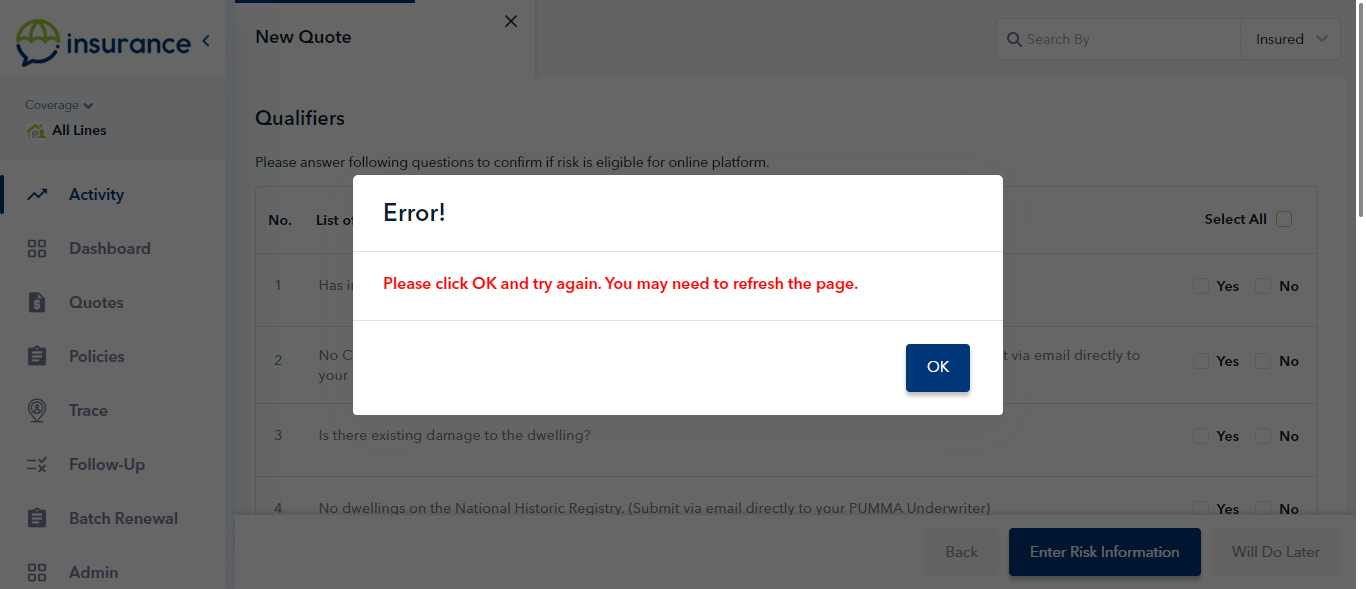 insurance
New Quote
Search By
Insured
Coverage
All Lines
Activity
Dashboard
Quotes
Policies
Trace
Follow-Up
Batch Renewal
Admin
Qualifiers
Please answer following questions to confirm if risk is eligible for online platform.
No. List of Select All
Error!
Please click OK and try again. You may need to refresh the page.
OK
1 Has Yes No
2 No t via email directly to Yes No
your
3 Is there existing damage to the dwelling? Yes No
4 No dwellings on the National Historic Registry. (Submit via email directly to your PUMMA Underwriter) Yes No
Back
Enter Risk Information
Will Do Later